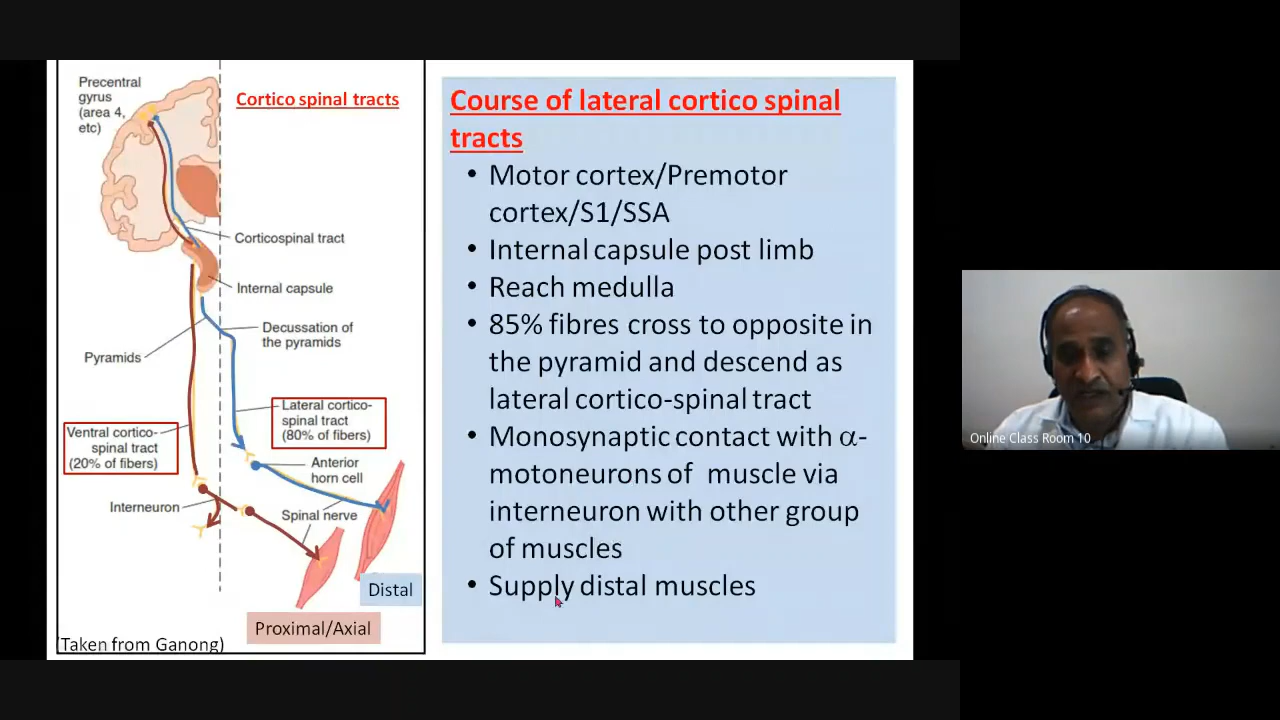 Precentral
gyrus
(area 4,
etc)
Cortico spinal tracts
Corticospinal tract
Internal capsule
Decussation of
the pyramids
Pyramids
Lateral cortico-
spinal tract
(80% of fibers)
Ventral cortico-
spinal tract
(20% of fibers)
Anterior
horn cell
Interneuron
Spinal nerve
Distal
Proximal/Axial
(Taken from Ganong)
Course of lateral cortico spinal
tracts
• Motor cortex/Premotor
cortex/S1/SSA
• Internal capsule post limb
• Reach medulla
• 85% fibres cross to opposite in
the pyramid and descend as
lateral cortico-spinal tract
• Monosynaptic contact with α-
motoneurons of muscle via
interneuron with other group
of muscles
• Supply distal muscles
Online Class Room 10